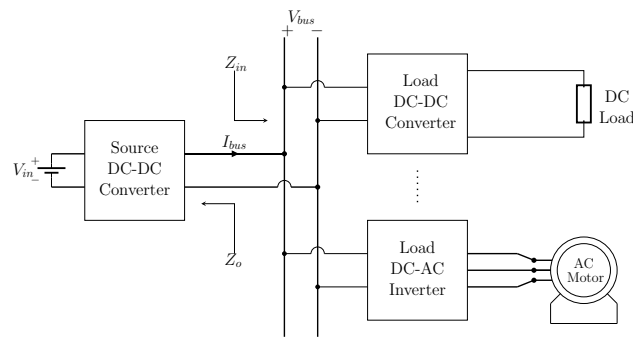 V_bus
+ −
Z_in
Load
DC-DC
Converter
DC
Load
Source
DC-DC
Converter
I_bus
V_in
+
−
Z_o
Load
DC-AC
Inverter
AC
Motor